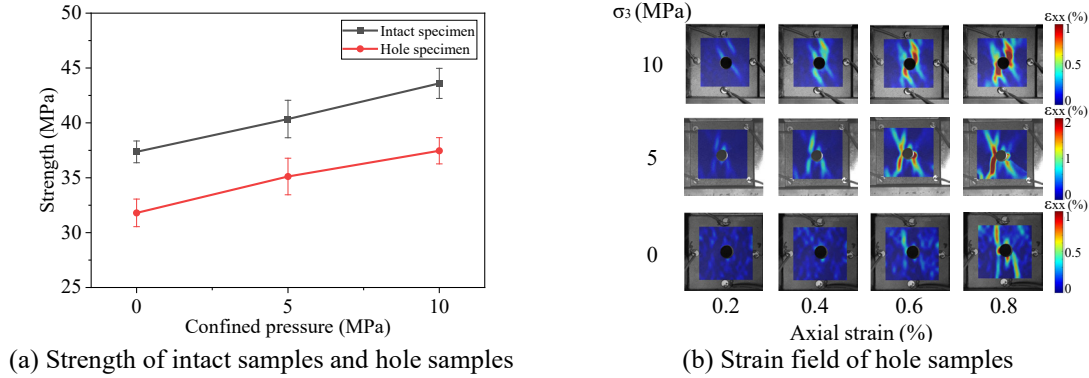 50
45
40
35
30
25
Strength (MPa)
Intact specimen
Hole specimen
0
5
10
Confined pressure (MPa)
(a) Strength of intact samples and hole samples
σ₃ (MPa)
10
5
0
εxx (%)
1
0.5
0
εxx (%)
2
1
0
εxx (%)
1
0.5
0
0.2
0.4
0.6
0.8
Axial strain (%)
(b) Strain field of hole samples